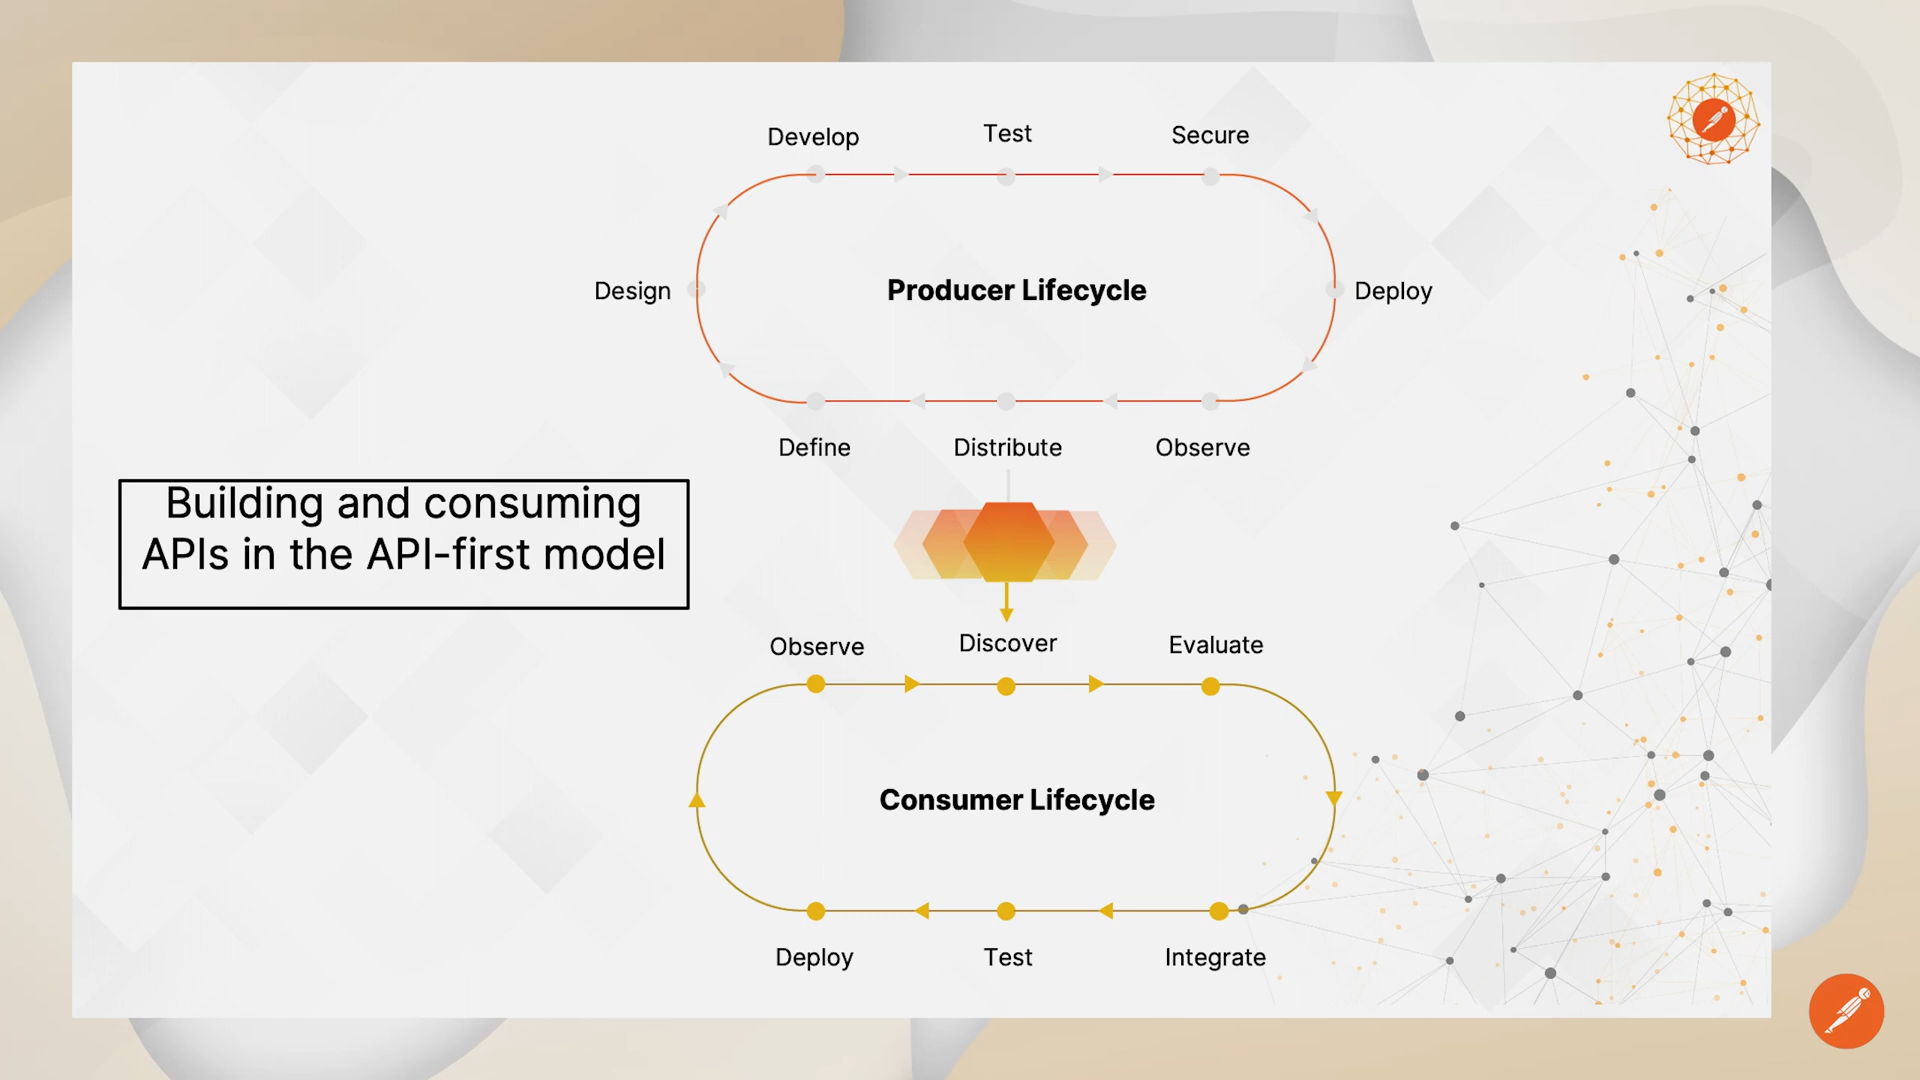 Develop
Test
Secure
Design
Producer Lifecycle
Deploy
Define
Distribute
Observe
Building and consuming
APIs in the API-first model
Observe
Discover
Evaluate
Consumer Lifecycle
Deploy
Test
Integrate